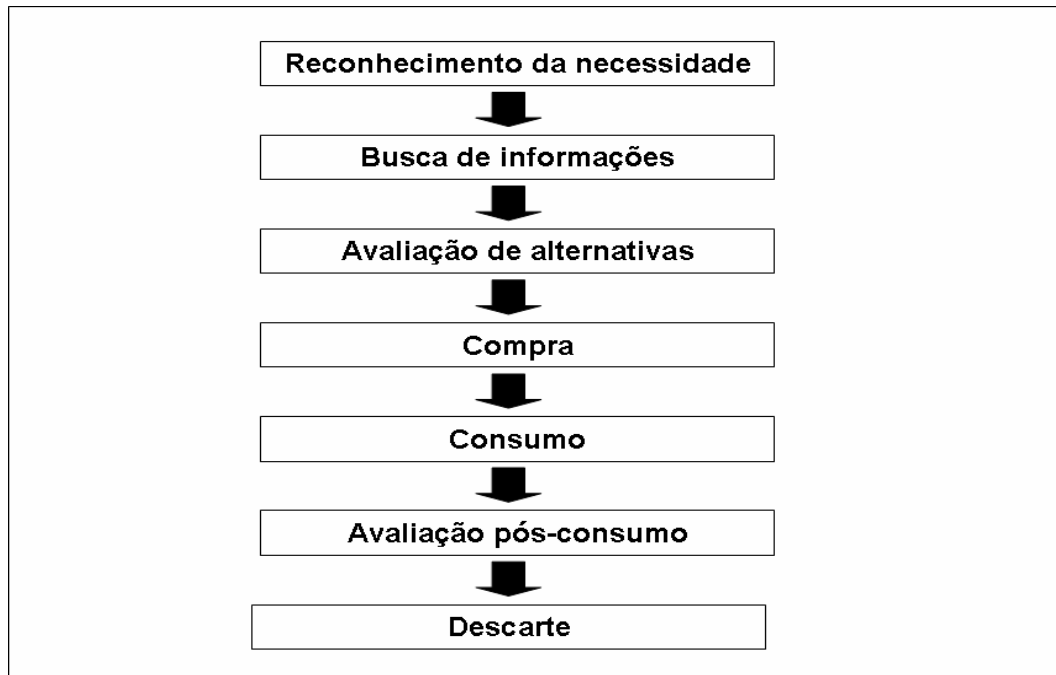 Reconhecimento da necessidade
Busca de informações
Avaliação de alternativas
Compra
Consumo
Avaliação pós-consumo
Descarte